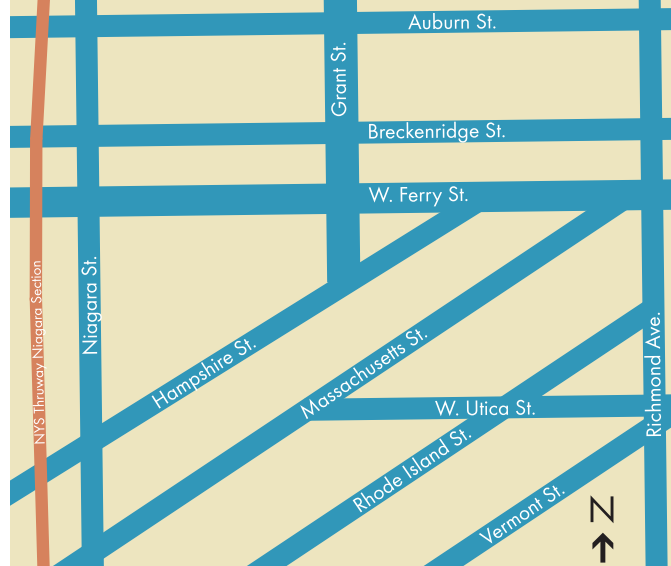 Auburn St.
Grant St.
Breckenridge St.
W. Ferry St.
NYS Thruway Niagara Section
Niagara St.
Hampshire St.
Massachusetts St.
Richmond Ave.
W. Utica St.
Rhode Island St.
Vermont St.
N